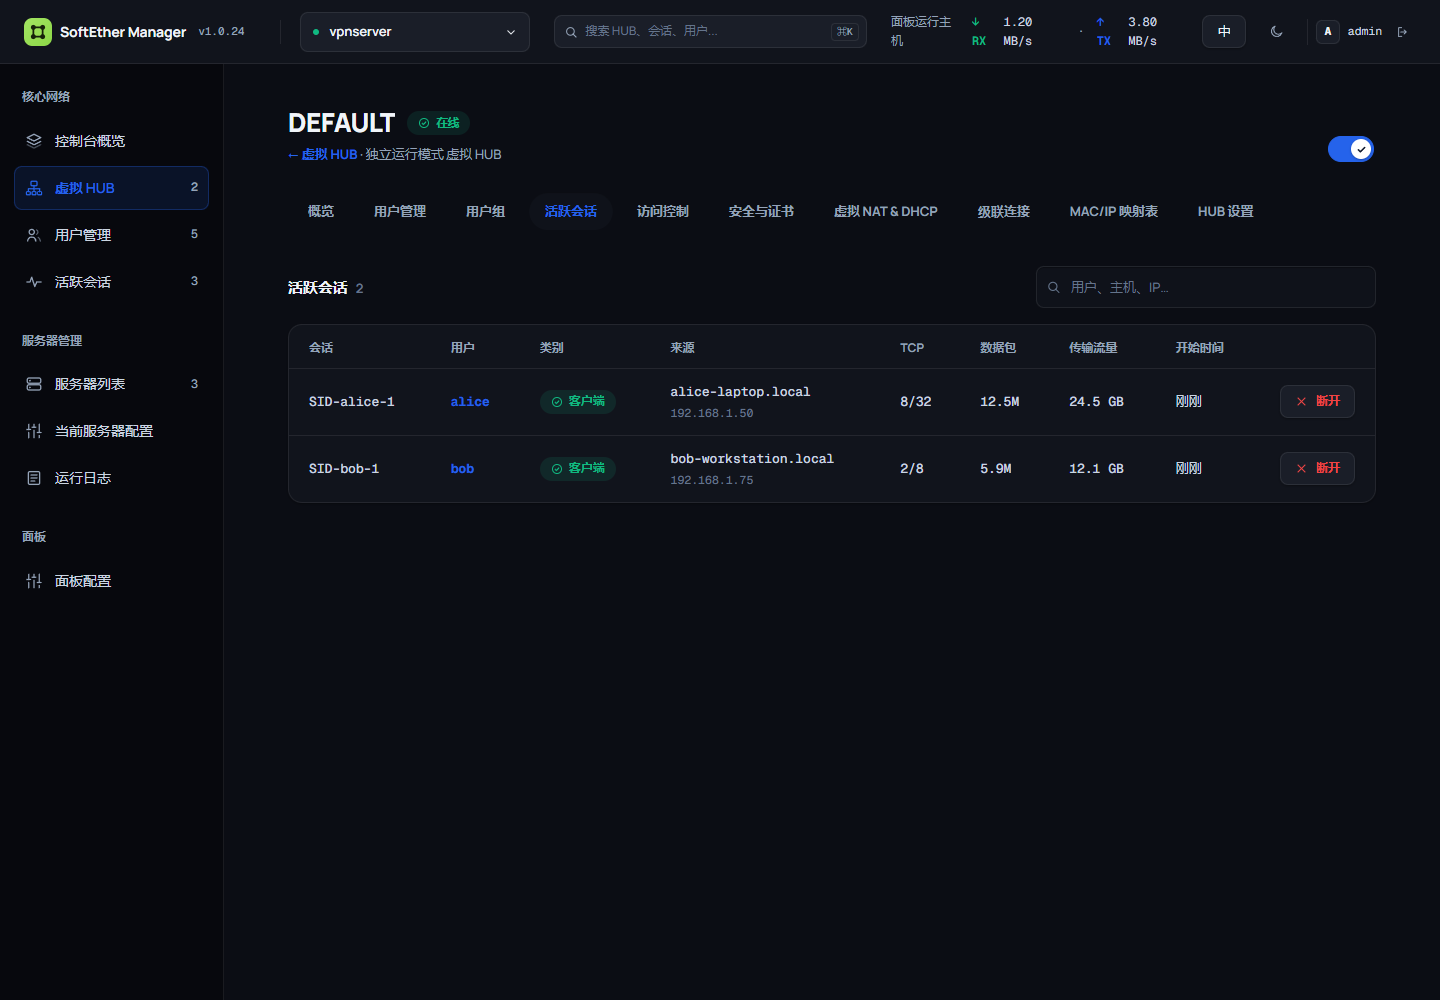 SoftEther Manager v1.0.24
vpnserver
搜索 HUB、会话、用户... ⌘K
面板运行主机
↓ RX 1.20 MB/s
·
↑ TX 3.80 MB/s
中
A admin
核心网络
控制台概览
虚拟 HUB 2
用户管理 5
活跃会话 3
服务器管理
服务器列表 3
当前服务器配置
运行日志
面板
面板配置
DEFAULT 在线
← 虚拟 HUB · 独立运行模式 虚拟 HUB
概览 用户管理 用户组 活跃会话 访问控制 安全与证书 虚拟 NAT & DHCP 级联连接 MAC/IP 映射表 HUB 设置
活跃会话 2
用户、主机、IP...
会话 用户 类别 来源 TCP 数据包 传输流量 开始时间
SID-alice-1 alice 客户端 alice-laptop.local 8/32 12.5M 24.5 GB 刚刚 断开
192.168.1.50
SID-bob-1 bob 客户端 bob-workstation.local 2/8 5.9M 12.1 GB 刚刚 断开
192.168.1.75